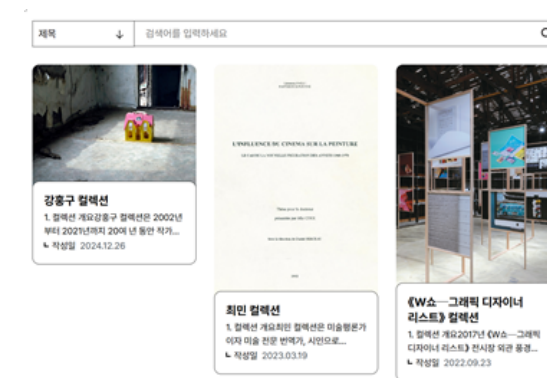 제목
검색어를 입력하세요
L'INFLUENCE DU CINEMA SUR LA PEINTURE
강홍구 컬렉션
1. 컬렉션 개요강홍구 컬렉션은 2002년
부터 2021년까지 20여 년 동안 작가...
작성일 2024.12.26
최민 컬렉션
1. 컬렉션 개요최민 컬렉션은 미술평론가
이자 미술 전문 번역가, 시인으로...
작성일 2023.03.19
《W쇼—그래픽 디자이너
리스트》 컬렉션
1. 컬렉션 개요2017년 《W쇼—그래픽
디자이너 리스트》 전시장 외관 풍경...
작성일 2022.09.23